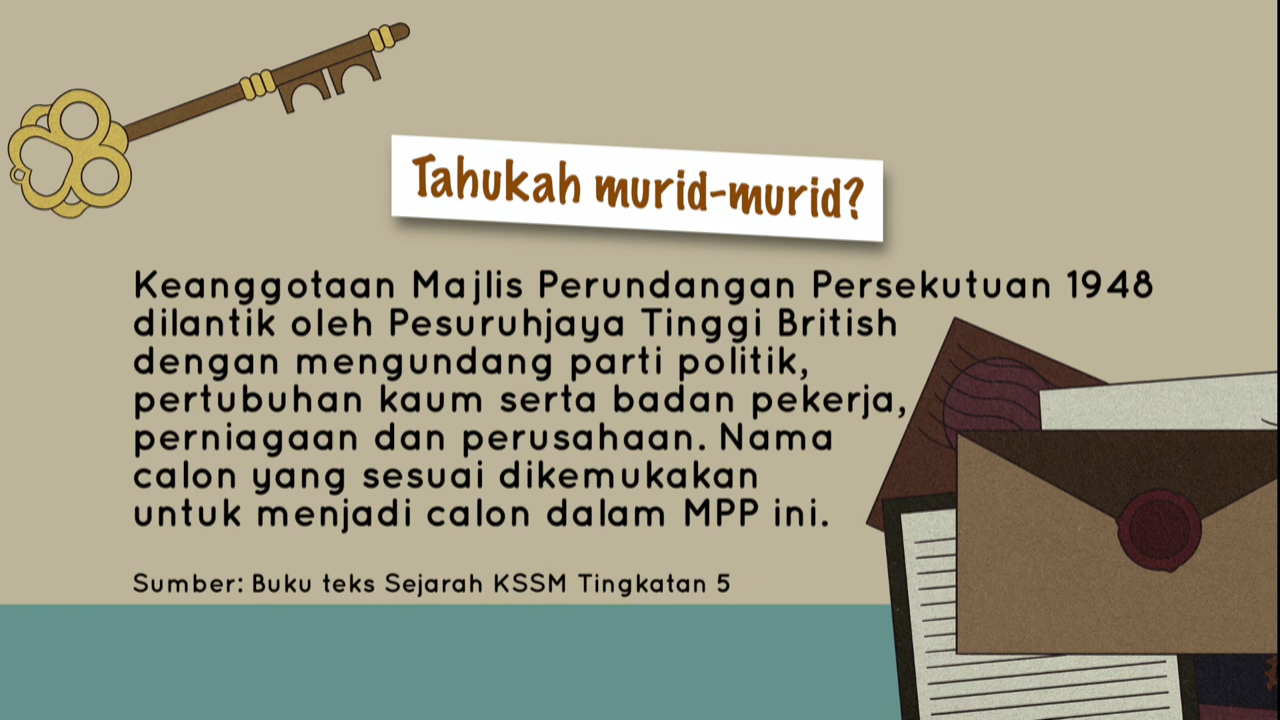 Tahukah murid-murid?
Keanggotaan Majlis Perundangan Persekutuan 1948
dilantik oleh Pesuruhjaya Tinggi British
dengan mengundang parti politik,
pertubuhan kaum serta badan pekerja,
perniagaan dan perusahaan. Nama
calon yang sesuai dikemukakan
untuk menjadi calon dalam MPP ini.
Sumber: Buku teks Sejarah KSSM Tingkatan 5